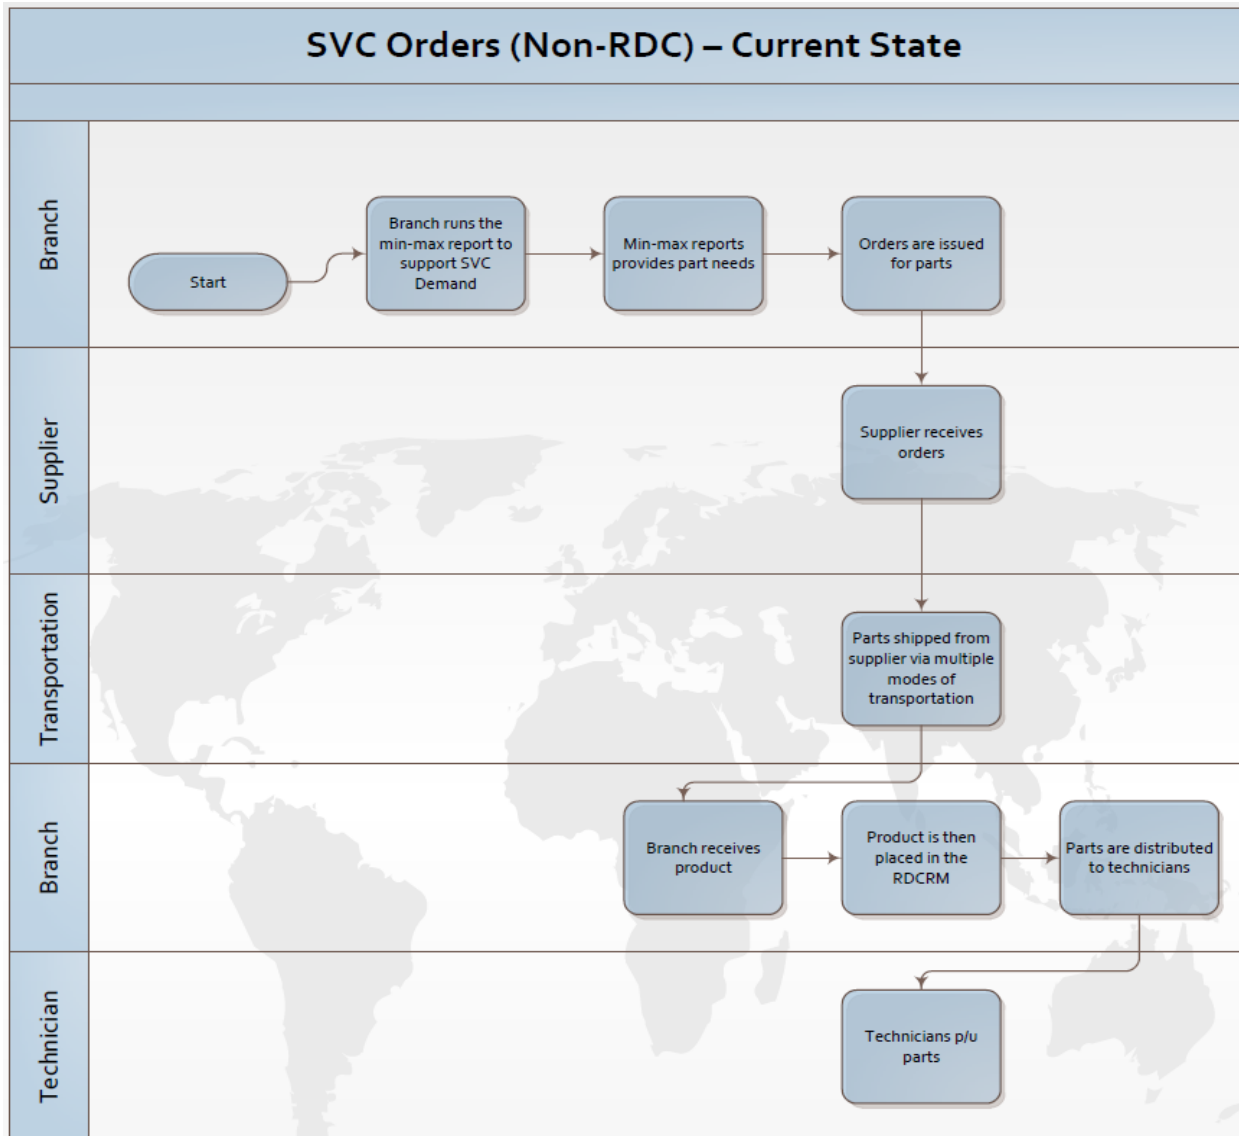 SVC Orders (Non-RDC) – Current State
Branch
Start
Branch runs the
min-max report to
support SVC
Demand
Min-max reports
provides part needs
Orders are issued
for parts
Supplier
Supplier receives
orders
Transportation
Parts shipped from
supplier via multiple
modes of
transportation
Branch
Branch receives
product
Product is then
placed in the
RDCRM
Parts are distributed
to technicians
Technician
Technicians p/u
parts